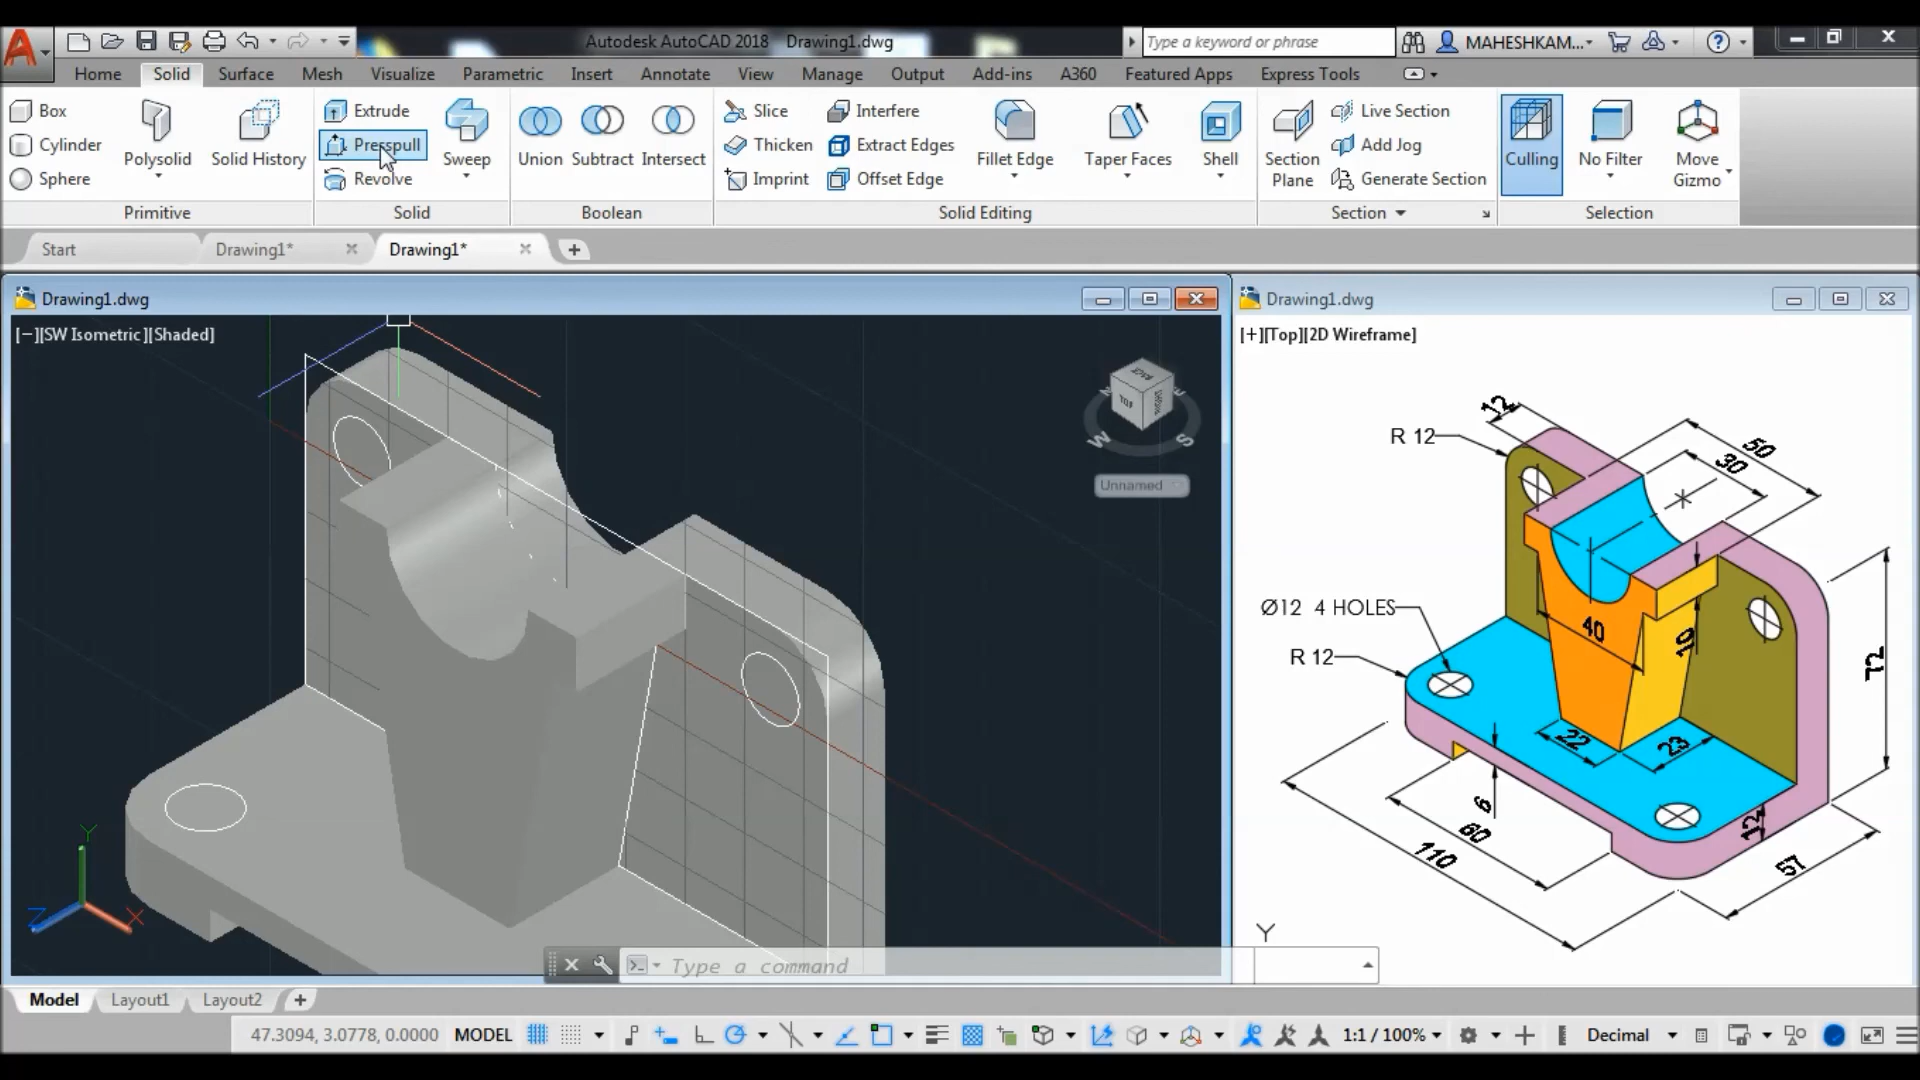 Autodesk AutoCAD 2018 Drawing1.dwg
Type a keyword or phrase
MAHESHKAM...
Home Solid Surface Mesh Visualize Parametric Insert Annotate View Manage Output Add-ins A360 Featured Apps Express Tools
Box
Cylinder
Sphere
Polysolid
Solid History
Primitive
Extrude
Presspull
Revolve
Sweep
Solid
Union
Subtract
Intersect
Boolean
Slice
Thicken
Imprint
Interfere
Extract Edges
Offset Edge
Fillet Edge
Taper Faces
Shell
Solid Editing
Section
Plane
Live Section
Add Jog
Generate Section
Section
Culling
No Filter
Move
Gizmo
Selection
Start Drawing1* Drawing1*
Drawing1.dwg
[−][SW Isometric][Shaded]
TOP
W
S
Unnamed
Y
Z
X
Type a command
Drawing1.dwg
[+][Top][2D Wireframe]
12
R 12
50
30
Ø12 4 HOLES
R 12
40
10
72
22
23
6
60
110
12
57
Y
Model Layout1 Layout2
47.3094, 3.0778, 0.0000 MODEL 1:1 / 100% Decimal